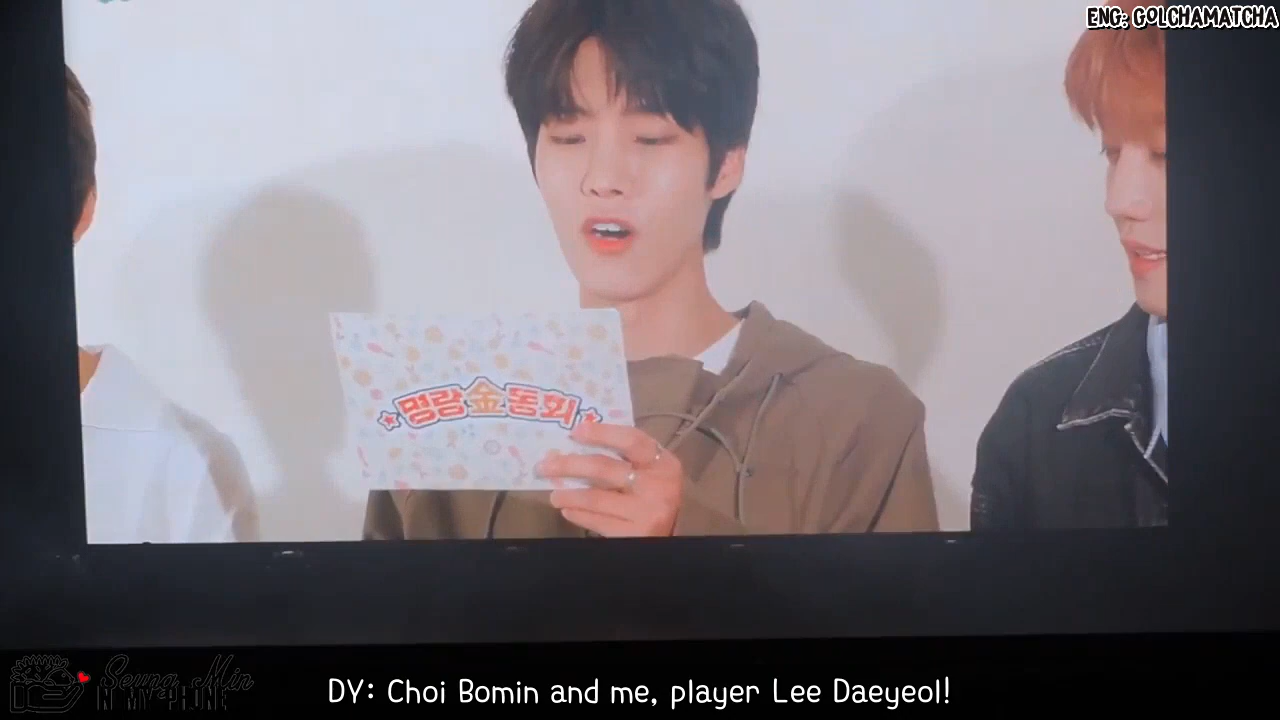 ENG: GOLCHAMATCHA
명랑金동회
Seung Min
IN MY PHONE
DY: Choi Bomin and me, player Lee Daeyeol!